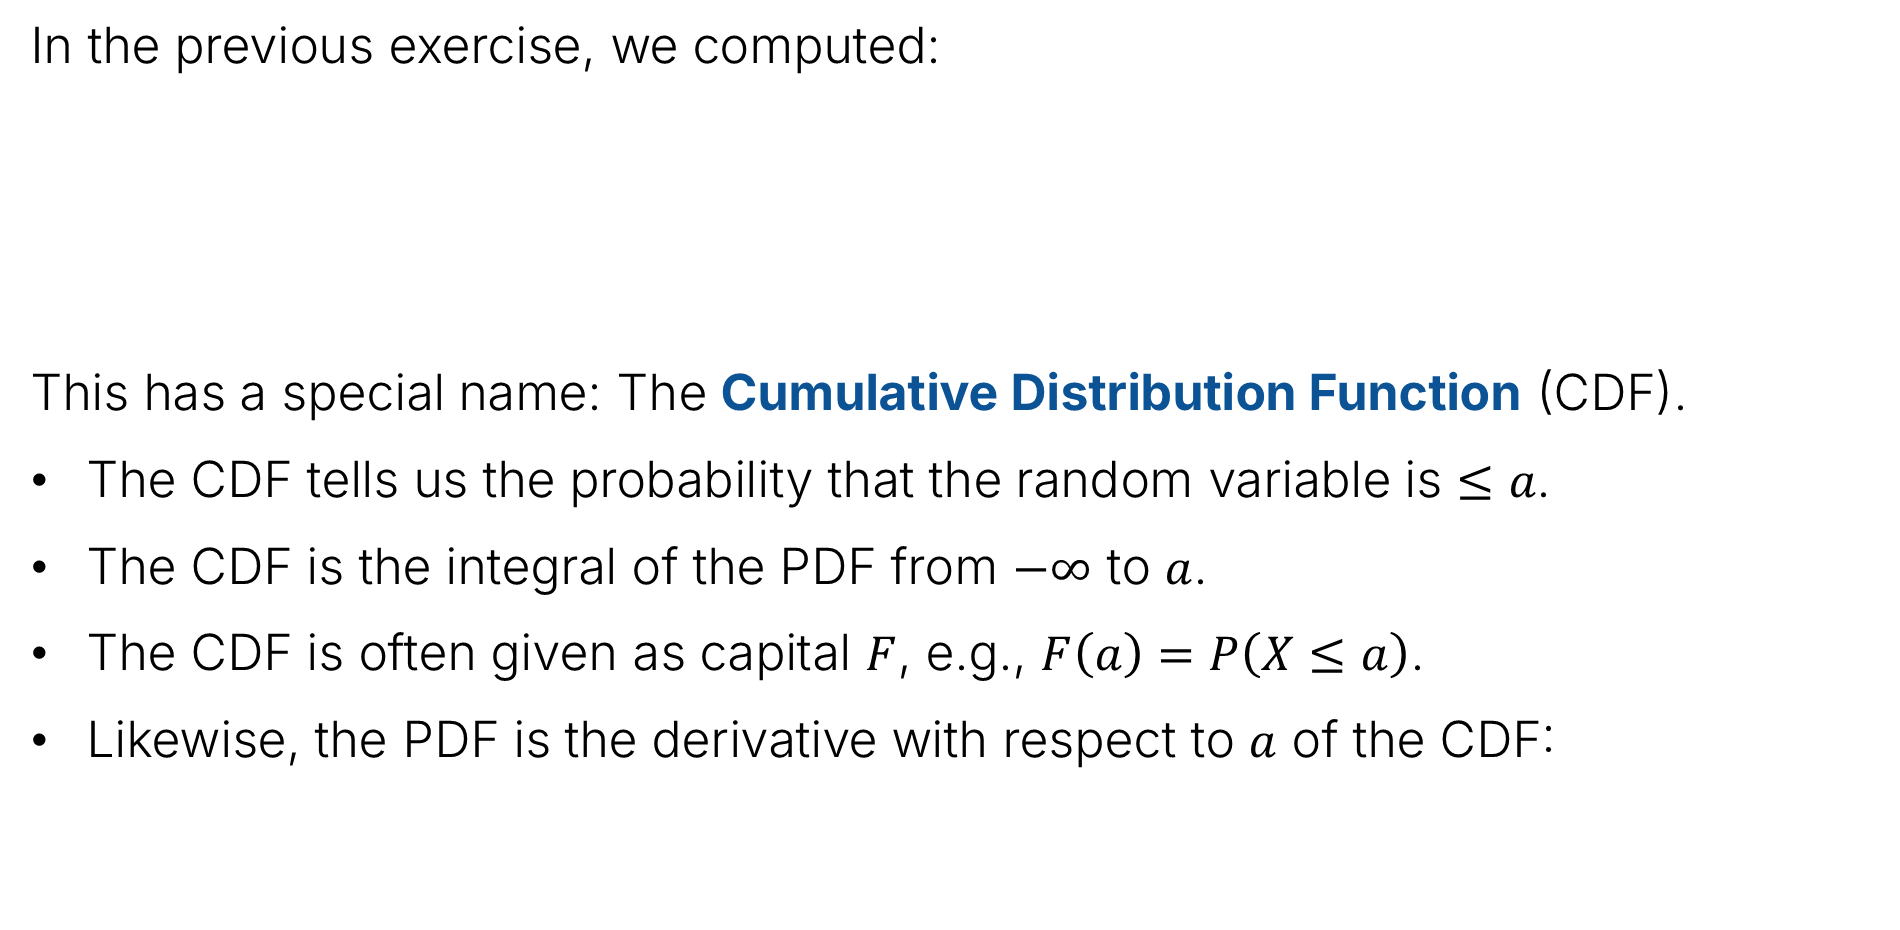 In the previous exercise, we computed:
This has a special name: The Cumulative Distribution Function (CDF).
• The CDF tells us the probability that the random variable is ≤ a.
• The CDF is the integral of the PDF from −∞ to a.
• The CDF is often given as capital F, e.g., F(a) = P(X ≤ a).
• Likewise, the PDF is the derivative with respect to a of the CDF: